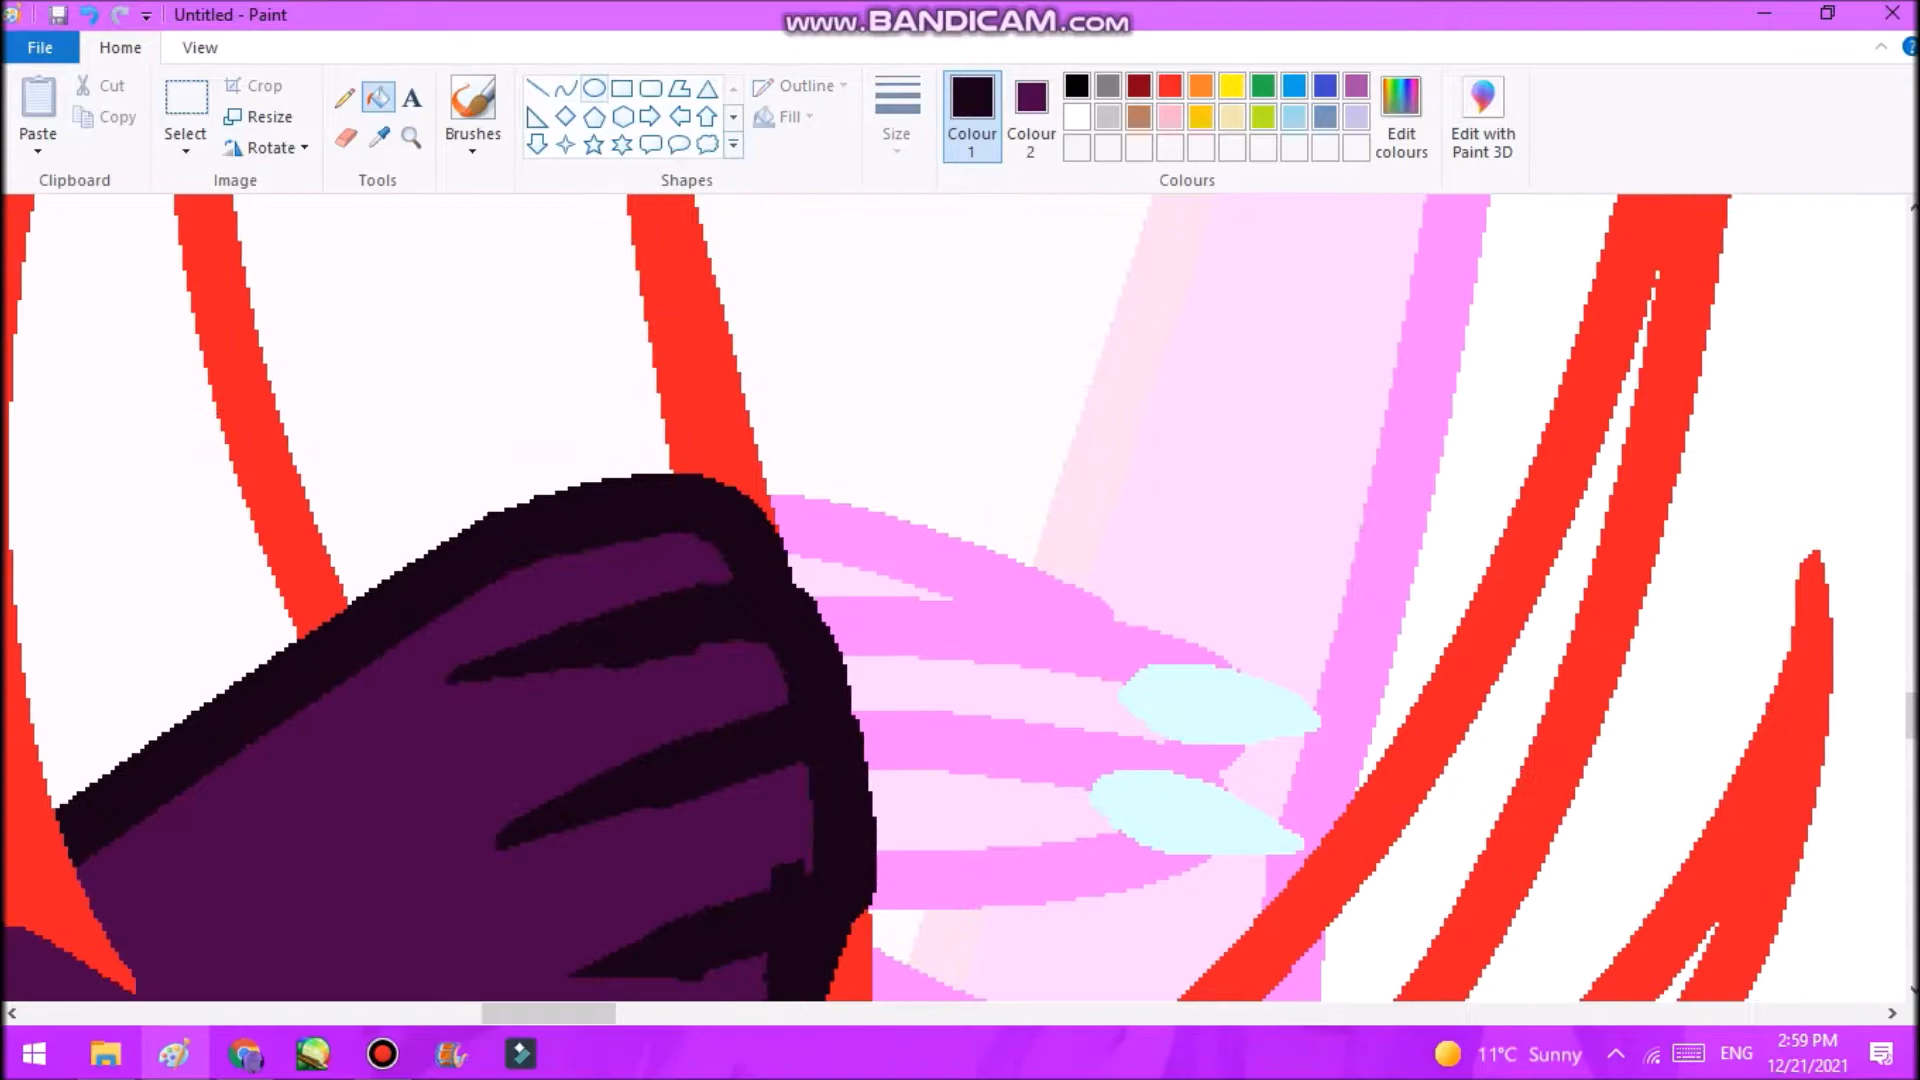 Untitled - Paint
www.BANDICAM.com
File
Home
View
Paste
Cut
Copy
Clipboard
Select
Crop
Resize
Rotate
Image
A
Tools
Brushes
Shapes
Outline
Fill
Size
Colour
1
Colour
2
Colours
Edit
colours
Edit with
Paint 3D
11°C Sunny
ENG
2:59 PM
12/21/2021